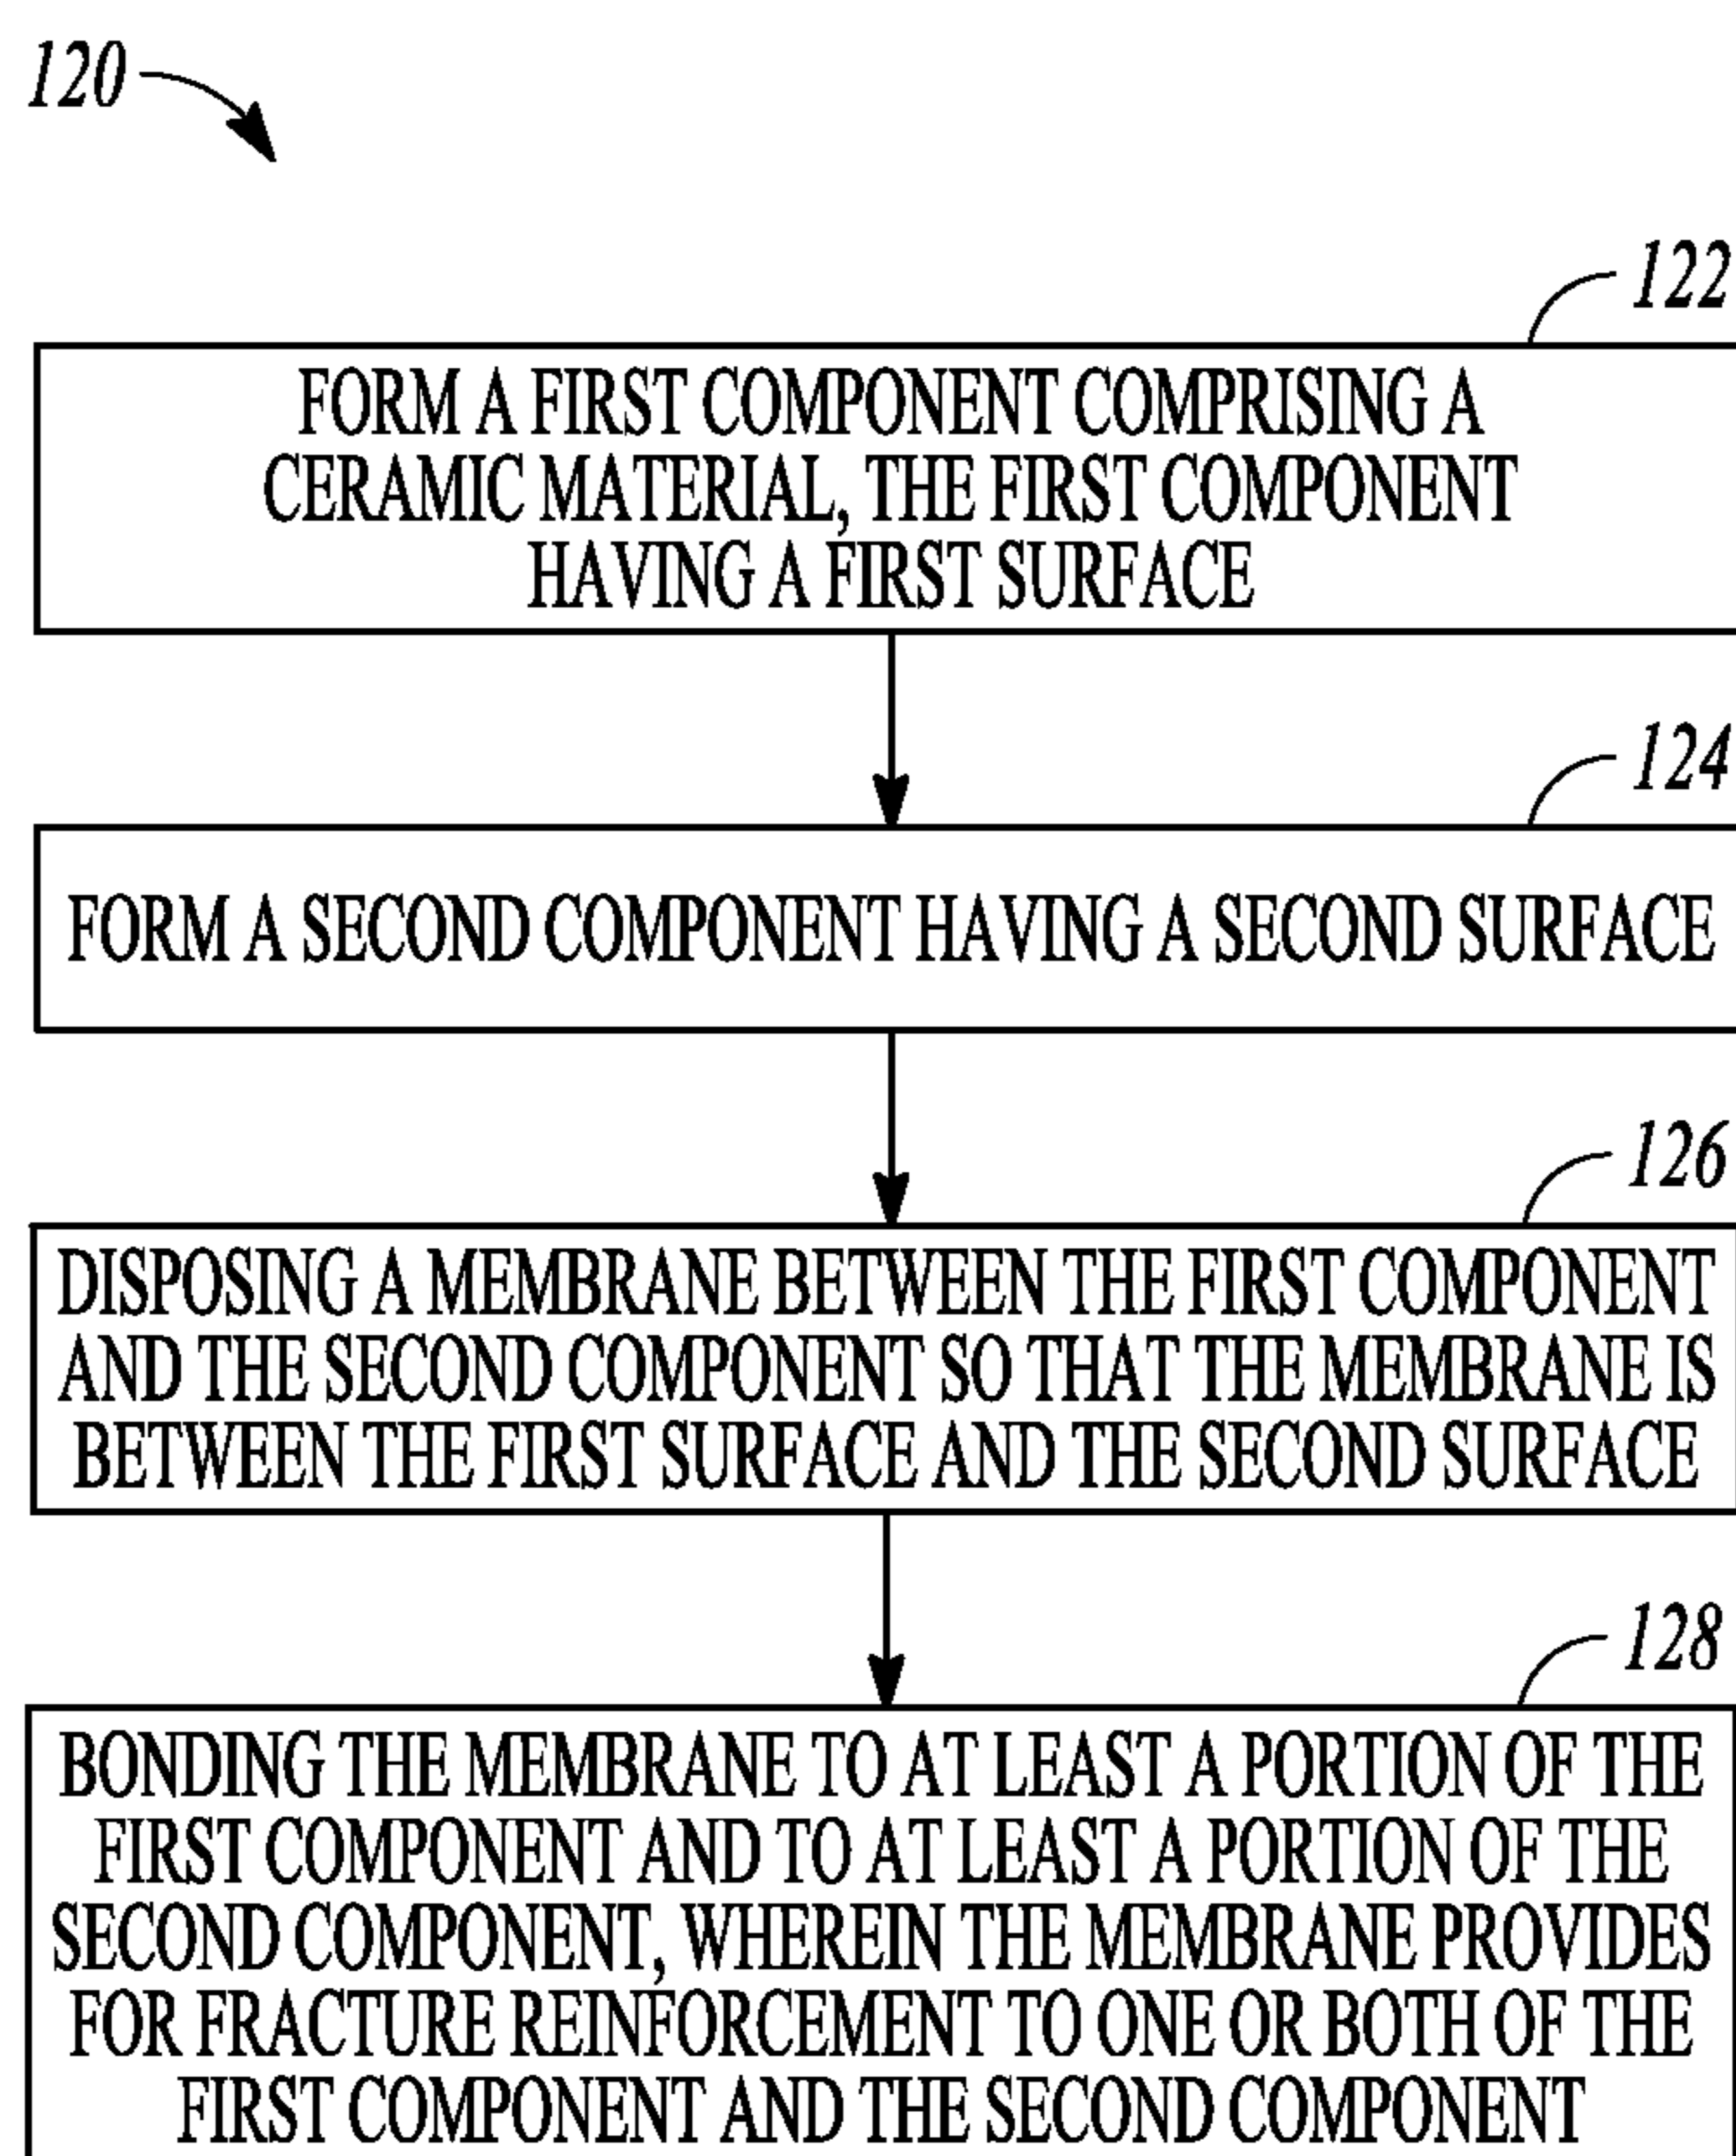 120
122
FORM A FIRST COMPONENT COMPRISING A
CERAMIC MATERIAL, THE FIRST COMPONENT
HAVING A FIRST SURFACE
124
FORM A SECOND COMPONENT HAVING A SECOND SURFACE
126
DISPOSING A MEMBRANE BETWEEN THE FIRST COMPONENT
AND THE SECOND COMPONENT SO THAT THE MEMBRANE IS
BETWEEN THE FIRST SURFACE AND THE SECOND SURFACE
128
BONDING THE MEMBRANE TO AT LEAST A PORTION OF THE
FIRST COMPONENT AND TO AT LEAST A PORTION OF THE
SECOND COMPONENT, WHEREIN THE MEMBRANE PROVIDES
FOR FRACTURE REINFORCEMENT TO ONE OR BOTH OF THE
FIRST COMPONENT AND THE SECOND COMPONENT